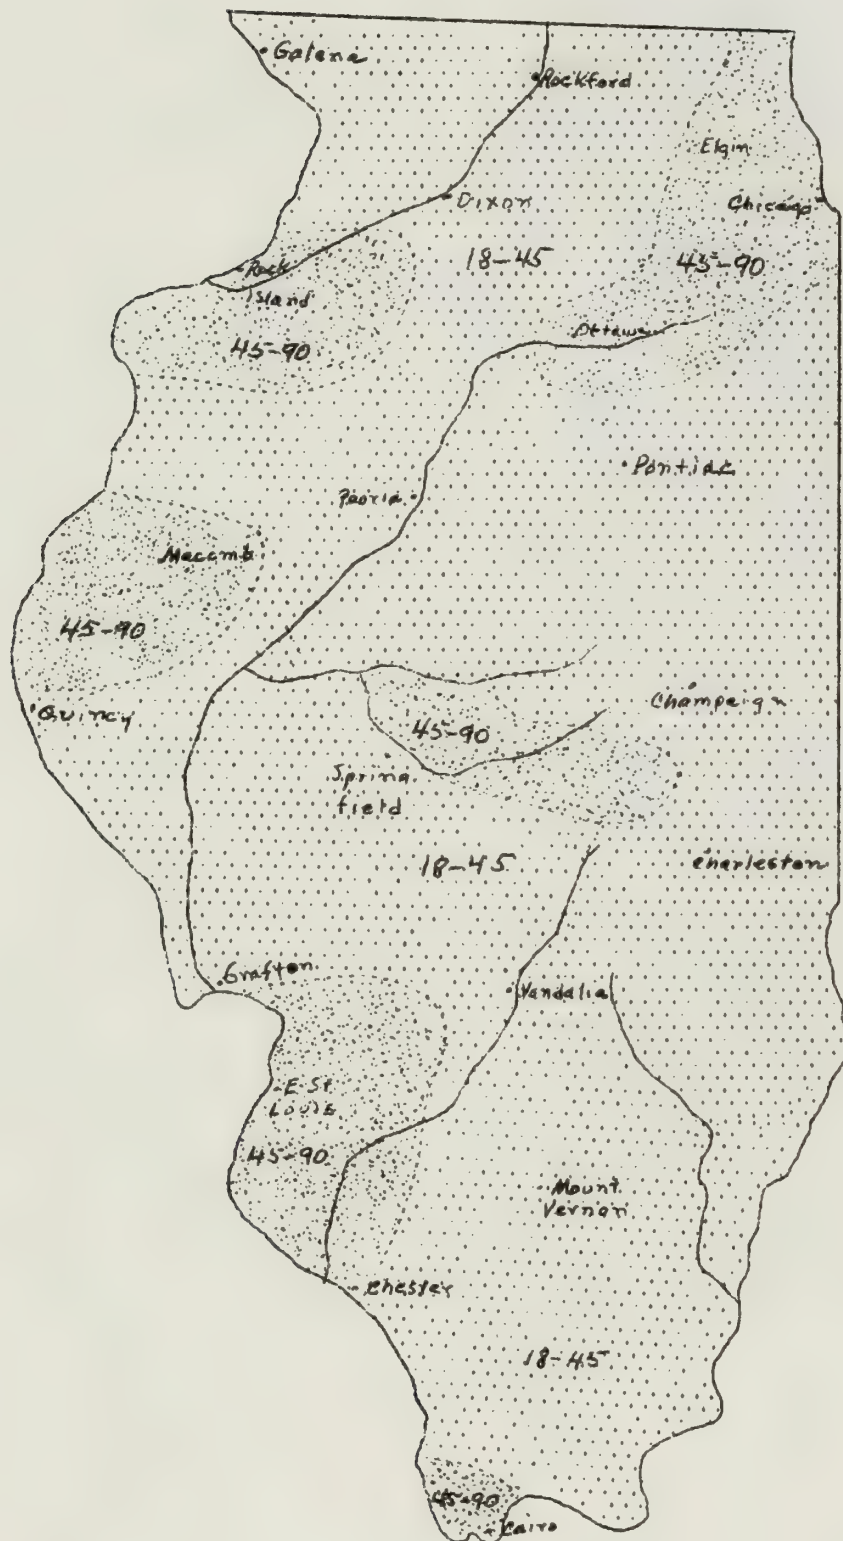 Galena
Rockford
Elgin
Dixon
Chicago
18-45
45-90
Rock
Island
Ottawa
45-90
Pontiac
Peoria
Macomb
45-90
Quincy
Champaign
45-90
Spring
field
18-45
Charleston
Grafton
Vandalia
E. St
Louis
45-90
Mount
Vernon
Chester
18-45
45-90
Cairo